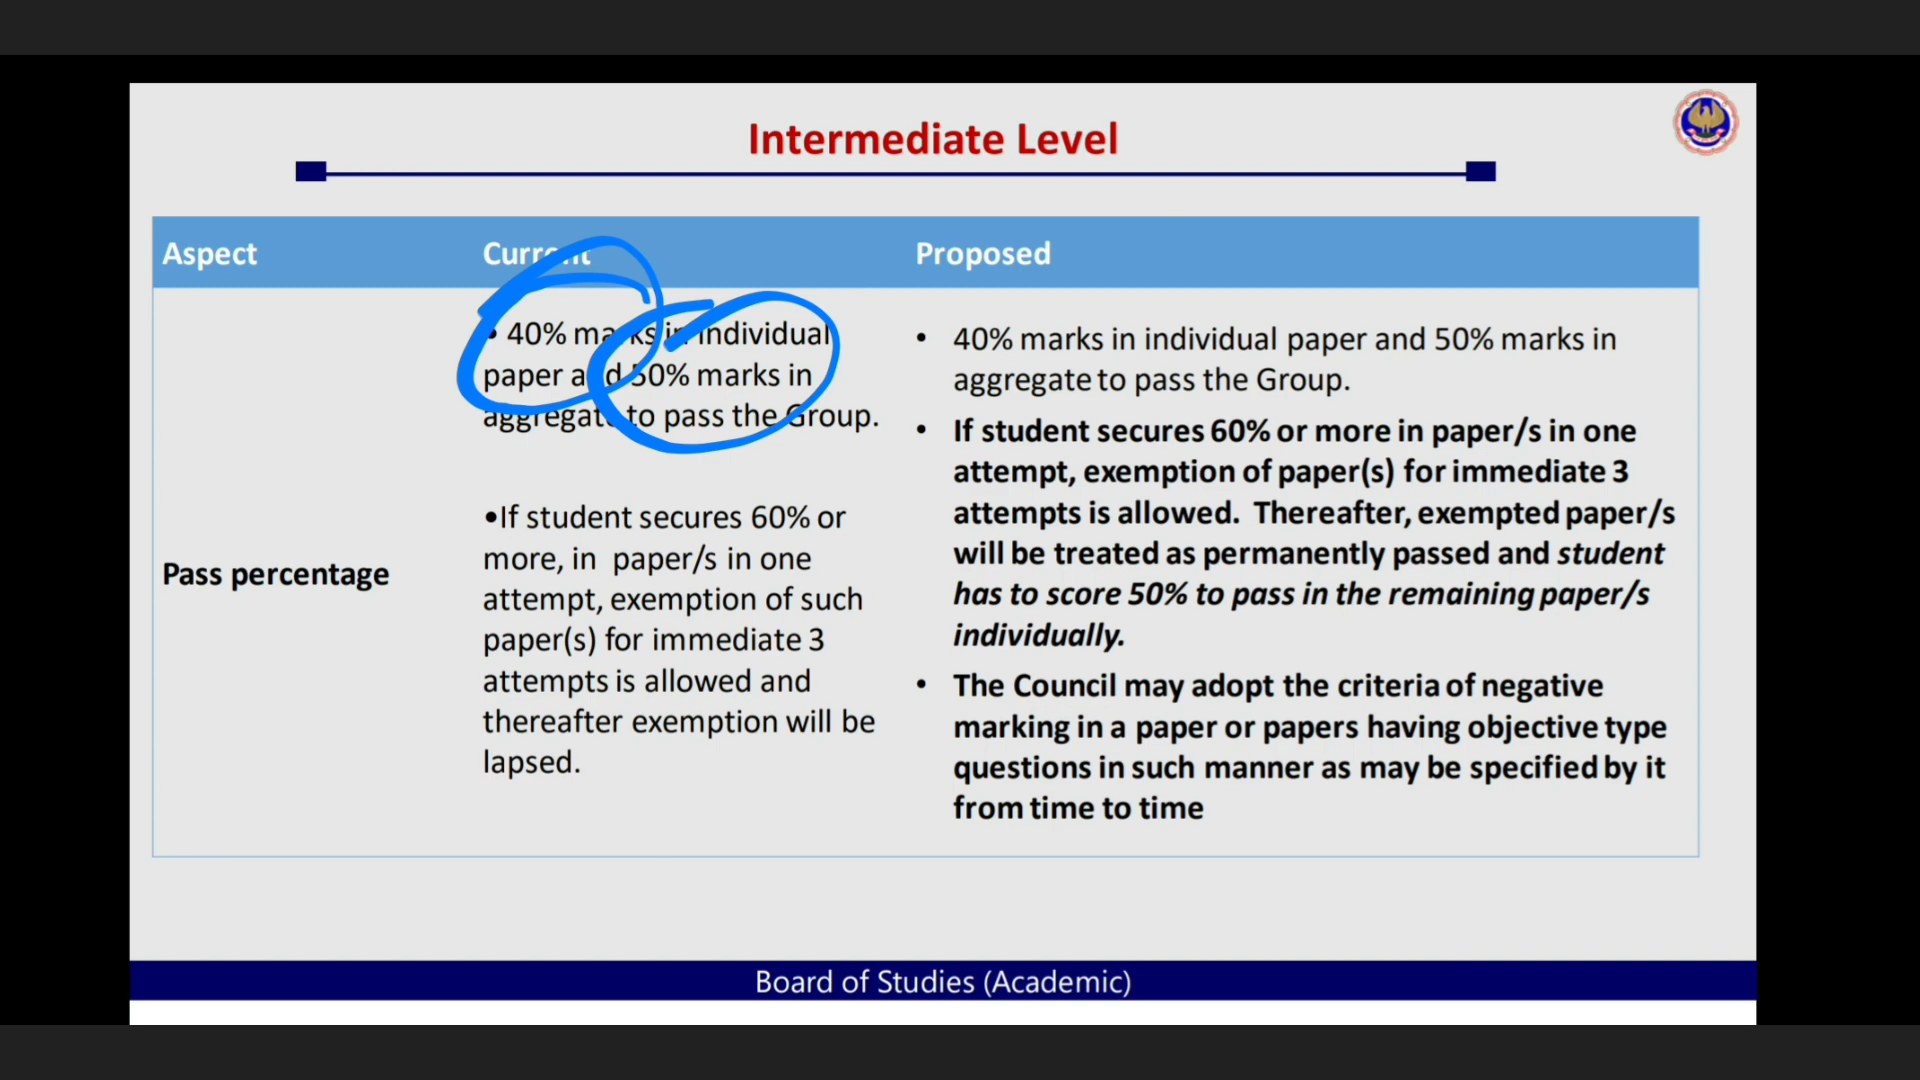 Intermediate Level
Aspect
Current
Proposed
Pass percentage
• 40% marks in individual
paper and 50% marks in
aggregate to pass the Group.
•If student secures 60% or
more, in paper/s in one
attempt, exemption of such
paper(s) for immediate 3
attempts is allowed and
thereafter exemption will be
lapsed.
• 40% marks in individual paper and 50% marks in
aggregate to pass the Group.
• If student secures 60% or more in paper/s in one
attempt, exemption of paper(s) for immediate 3
attempts is allowed. Thereafter, exempted paper/s
will be treated as permanently passed and student
has to score 50% to pass in the remaining paper/s
individually.
• The Council may adopt the criteria of negative
marking in a paper or papers having objective type
questions in such manner as may be specified by it
from time to time
Board of Studies (Academic)